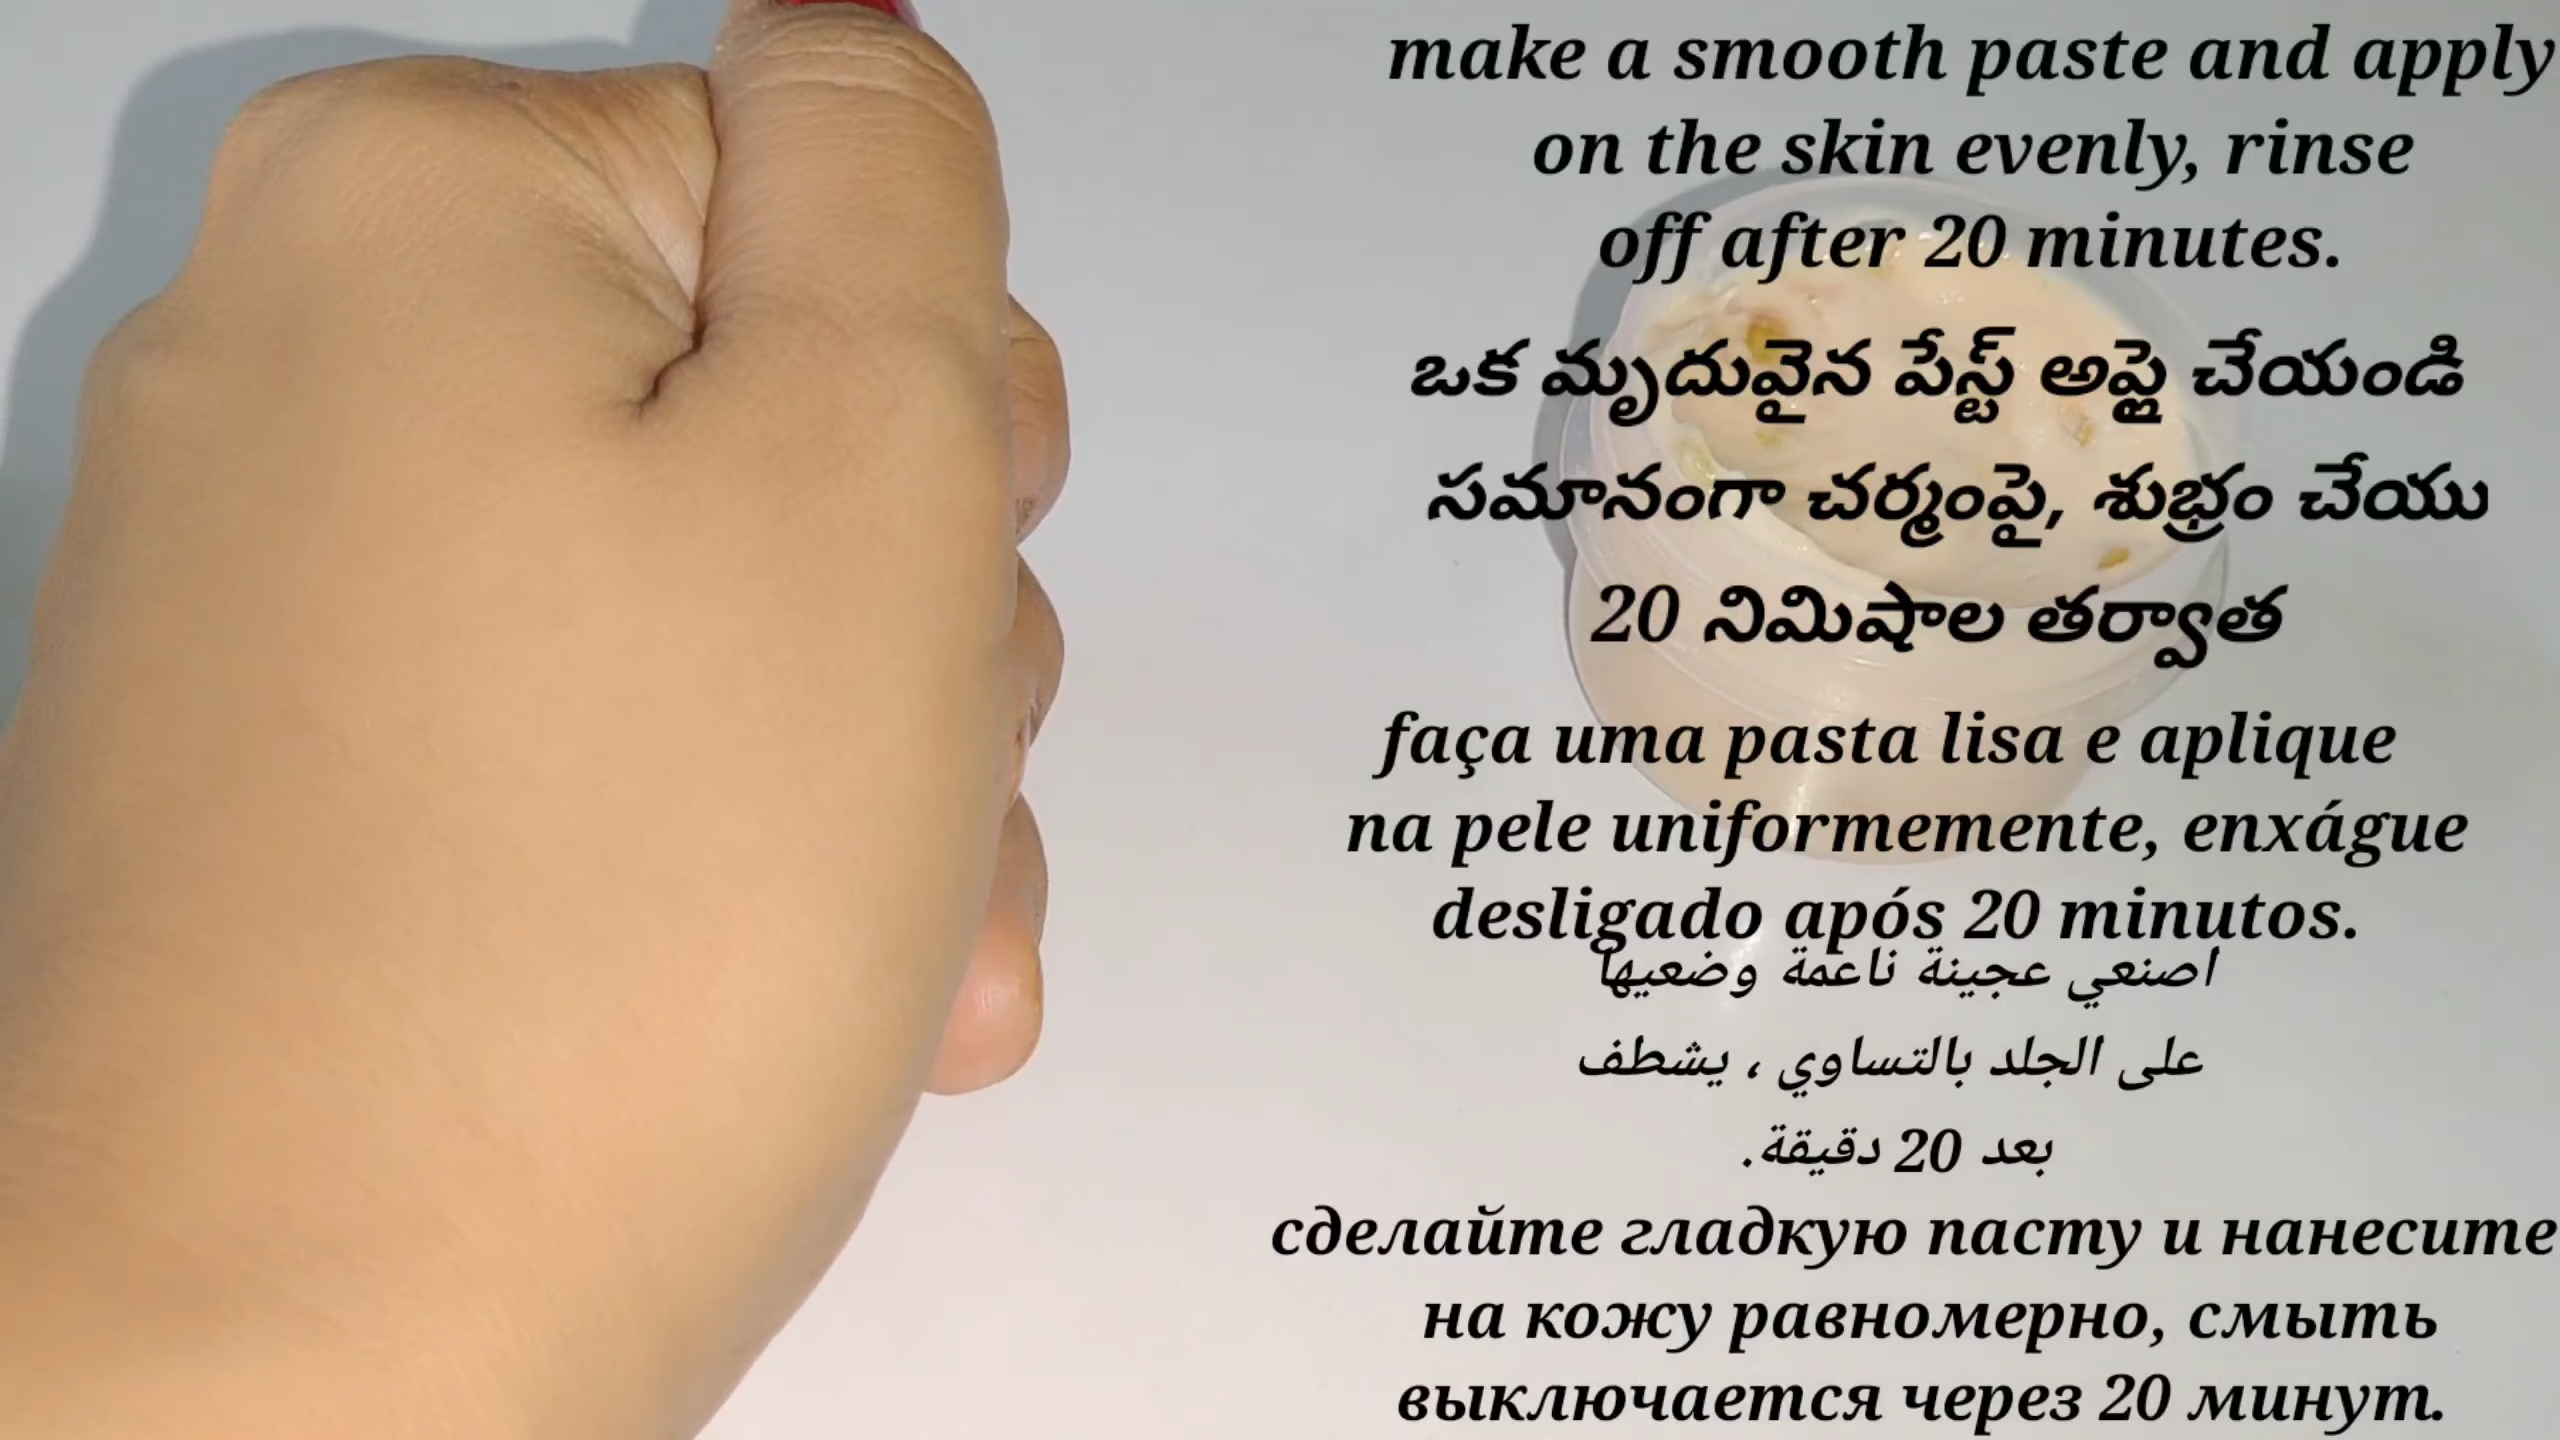 make a smooth paste and apply
on the skin evenly, rinse
off after 20 minutes.
ఒక మృదువైన పేస్ట్ అప్లై చేయండి
సమానంగా చర్మంపై, శుభ్రం చేయు
20 నిమిషాల తర్వాత
faça uma pasta lisa e aplique
na pele uniformemente, enxágue
desligado após 20 minutos.
اصنعي عجينة ناعمة وضعيها
على الجلد بالتساوي ، يشطف
بعد 20 دقيقة.
сделайте гладкую пасту и нанесите
на кожу равномерно, смыть
выключается через 20 минут.